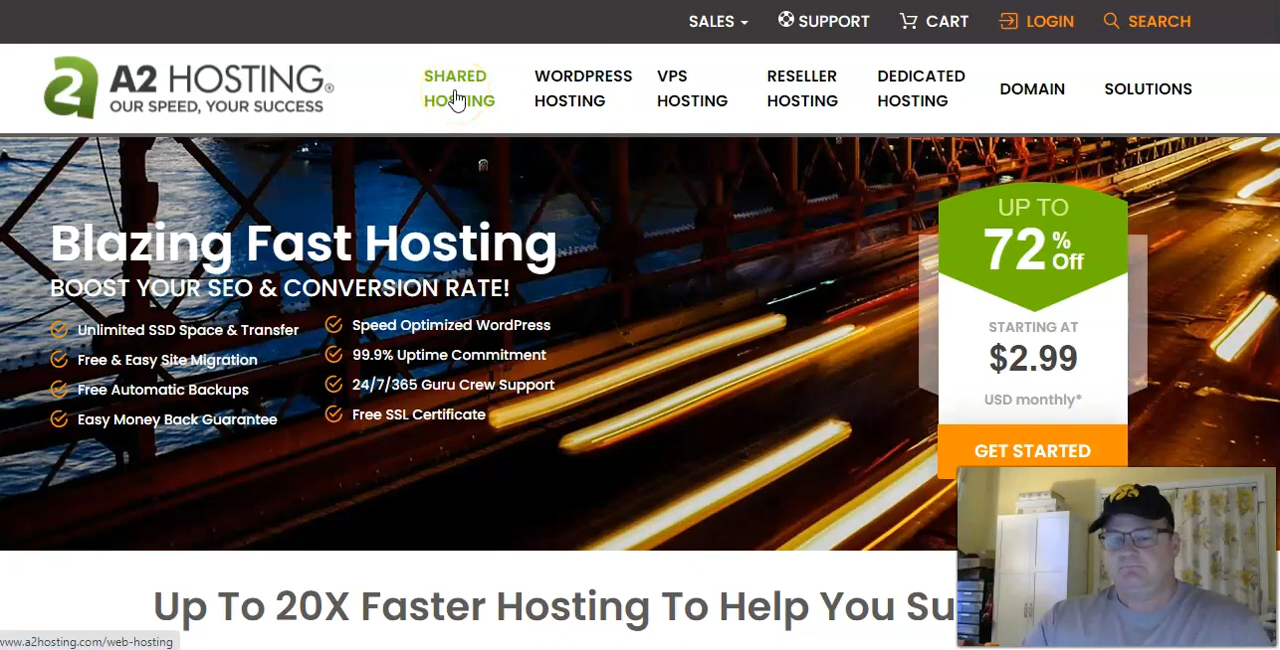 SALES SUPPORT CART LOGIN SEARCH
A2 HOSTING®
OUR SPEED, YOUR SUCCESS
SHARED
HOSTING
WORDPRESS
HOSTING
VPS
HOSTING
RESELLER
HOSTING
DEDICATED
HOSTING
DOMAIN
SOLUTIONS
Blazing Fast Hosting
BOOST YOUR SEO & CONVERSION RATE!
Unlimited SSD Space & Transfer
Free & Easy Site Migration
Free Automatic Backups
Easy Money Back Guarantee
Speed Optimized WordPress
99.9% Uptime Commitment
24/7/365 Guru Crew Support
Free SSL Certificate
UP TO
72% Off
STARTING AT
$2.99
USD monthly*
GET STARTED
Up To 20X Faster Hosting To Help You Su
www.a2hosting.com/web-hosting